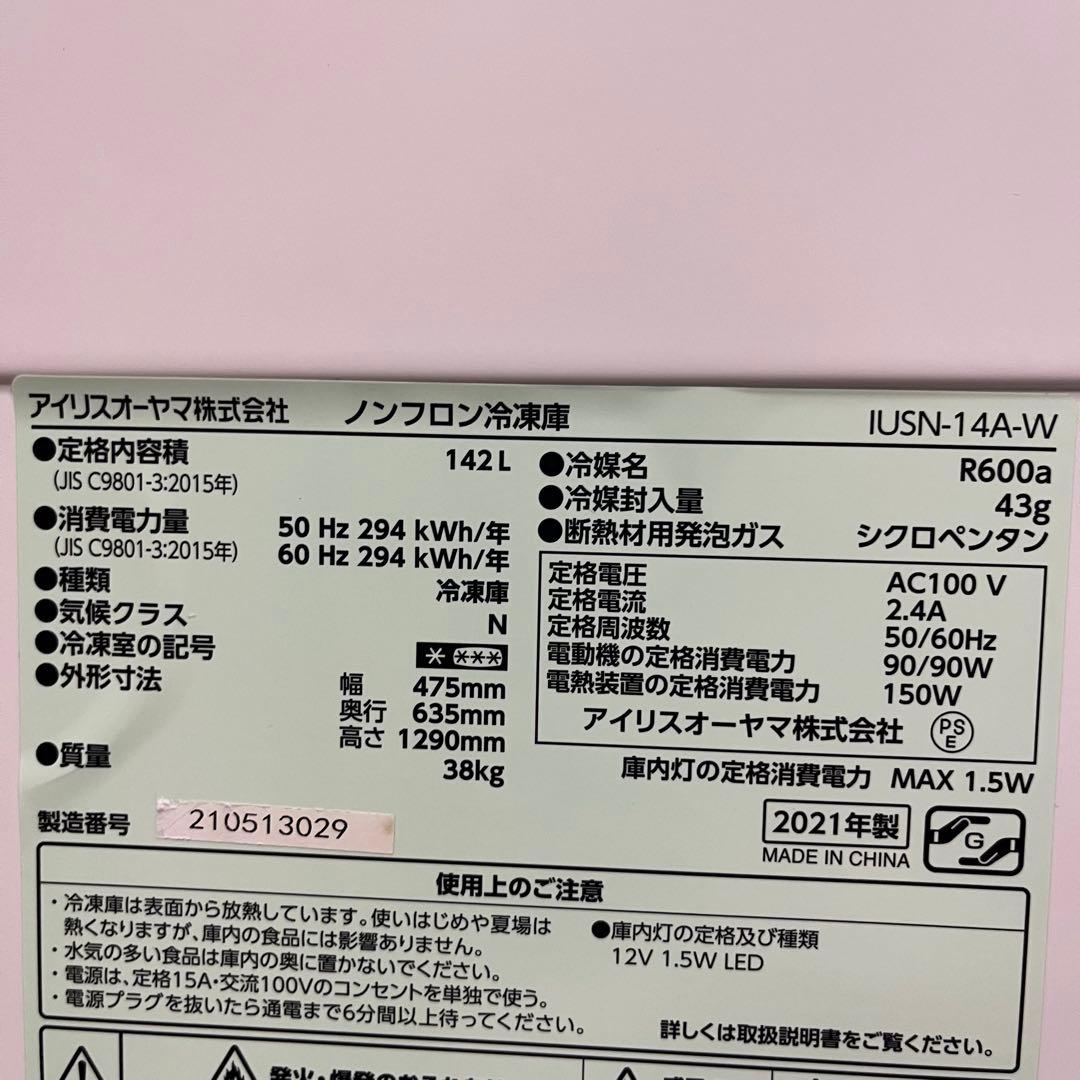 アイリスオーヤマ株式会社 ノンフロン冷凍庫 IUSN-14A-W
●定格内容積 142 L
(JIS C9801-3:2015年)
●消費電力量 50 Hz 294 kWh/年
(JIS C9801-3:2015年) 60 Hz 294 kWh/年
●種類 冷凍庫
●気候クラス N
●冷凍室の記号 * ***
●外形寸法 幅 475mm
奥行 635mm
高さ 1290mm
●質量 38kg
●冷媒名 R600a
●冷媒封入量 43g
●断熱材用発泡ガス シクロペンタン
定格電圧 AC100 V
定格電流 2.4A
定格周波数 50/60Hz
電動機の定格消費電力 90/90W
電熱装置の定格消費電力 150W
アイリスオーヤマ株式会社 PSE
庫内灯の定格消費電力 MAX 1.5W
製造番号 210513029
2021年製
MADE IN CHINA
G
使用上のご注意
・冷凍庫は表面から放熱しています。使いはじめや夏場は
熱くなりますが、庫内の食品には影響ありません。
・水気の多い食品は庫内の奥に置かないでください。
・電源は、定格15A・交流100Vのコンセントを単独で使う。
・電源プラグを抜いたら通電まで6分間以上待ってください。
●庫内灯の定格及び種類
12V 1.5W LED
詳しくは取扱説明書をご覧ください。
発火・爆発のおそれ